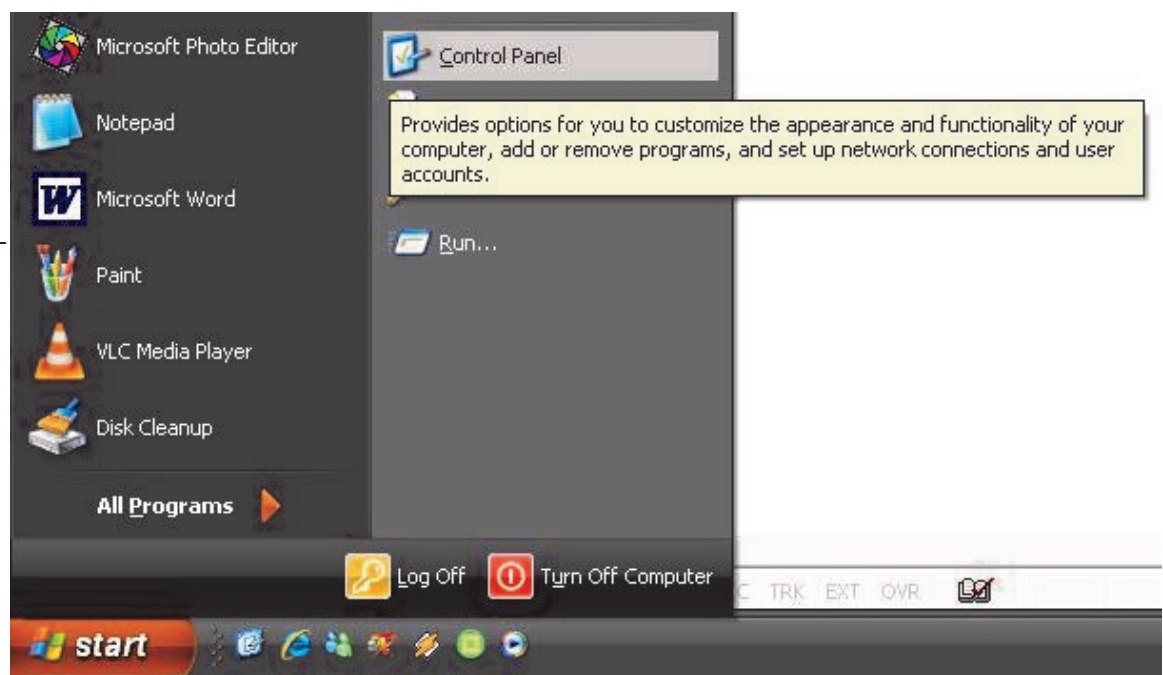 Microsoft Photo Editor
Notepad
Microsoft Word
Paint
VLC Media Player
Disk Cleanup
All Programs
Control Panel
Provides options for you to customize the appearance and functionality of your
computer, add or remove programs, and set up network connections and user
accounts.
Run...
Log Off
Turn Off Computer
TRK EXT OVR
start